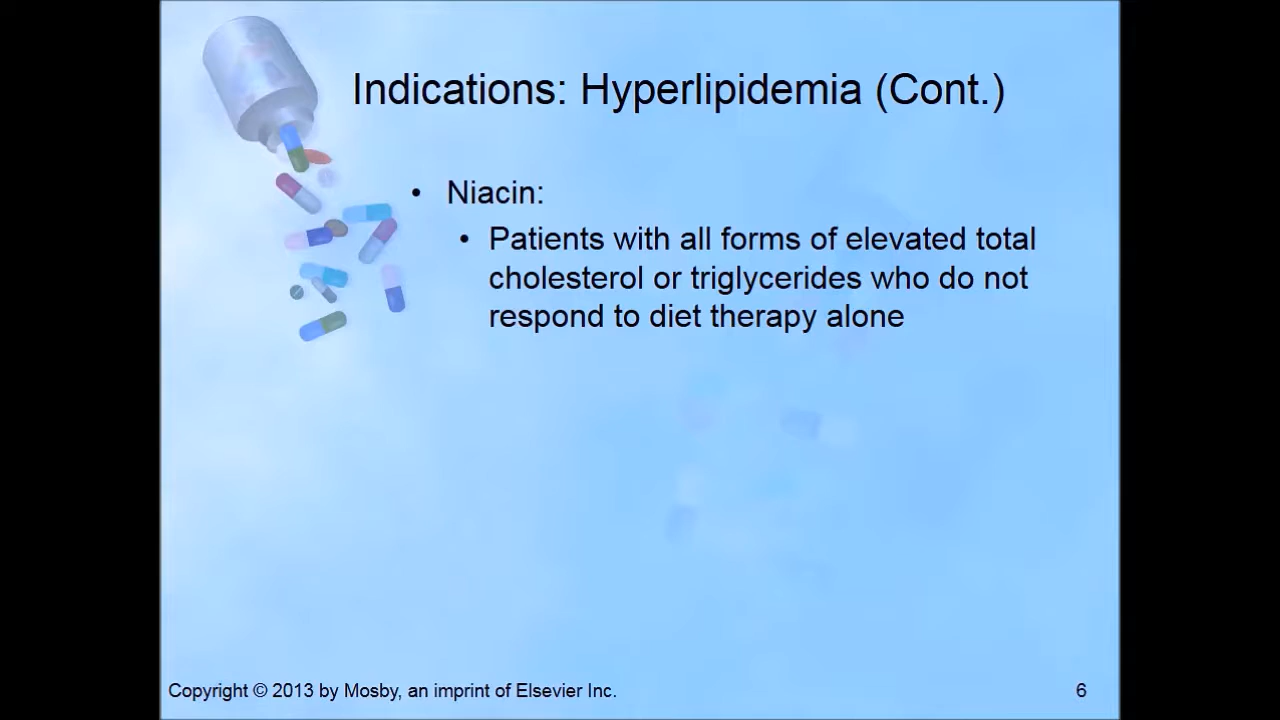 Indications: Hyperlipidemia (Cont.)
• Niacin:
• Patients with all forms of elevated total
cholesterol or triglycerides who do not
respond to diet therapy alone
Copyright © 2013 by Mosby, an imprint of Elsevier Inc.
6